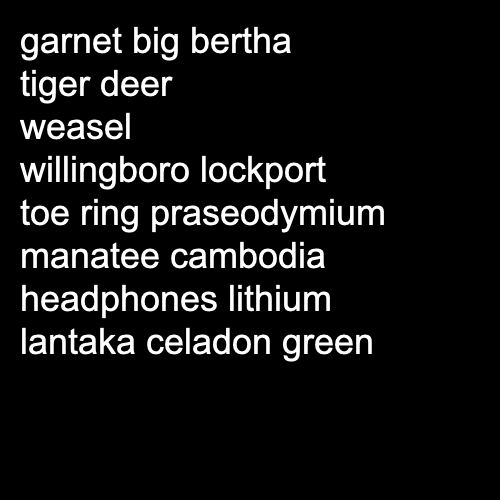 garnet big bertha
tiger deer
weasel
willingboro lockport
toe ring praseodymium
manatee cambodia
headphones lithium
lantaka celadon green